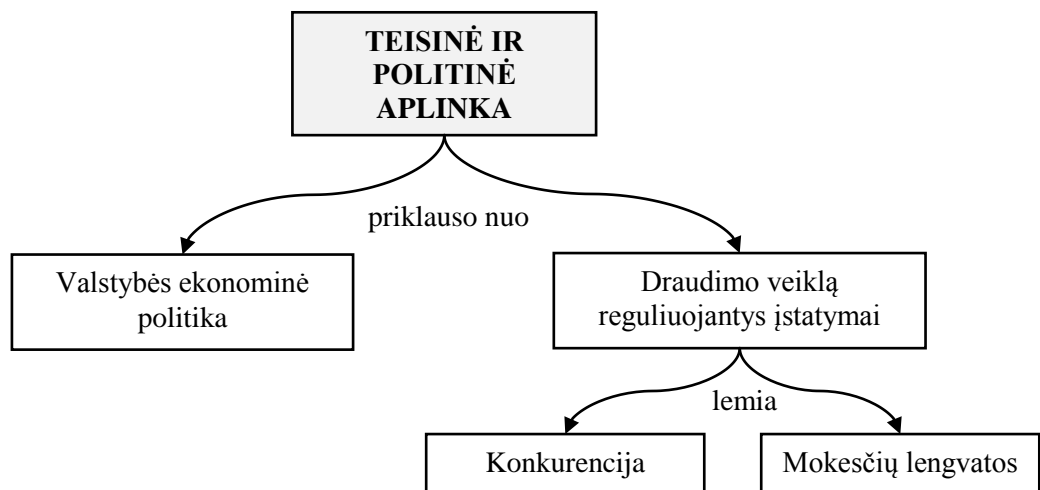 TEISINĖ IR
POLITINĖ
APLINKA
priklauso nuo
Valstybės ekonominė
politika
Draudimo veiklą
reguliuojantys įstatymai
lemia
Konkurencija
Mokesčių lengvatos